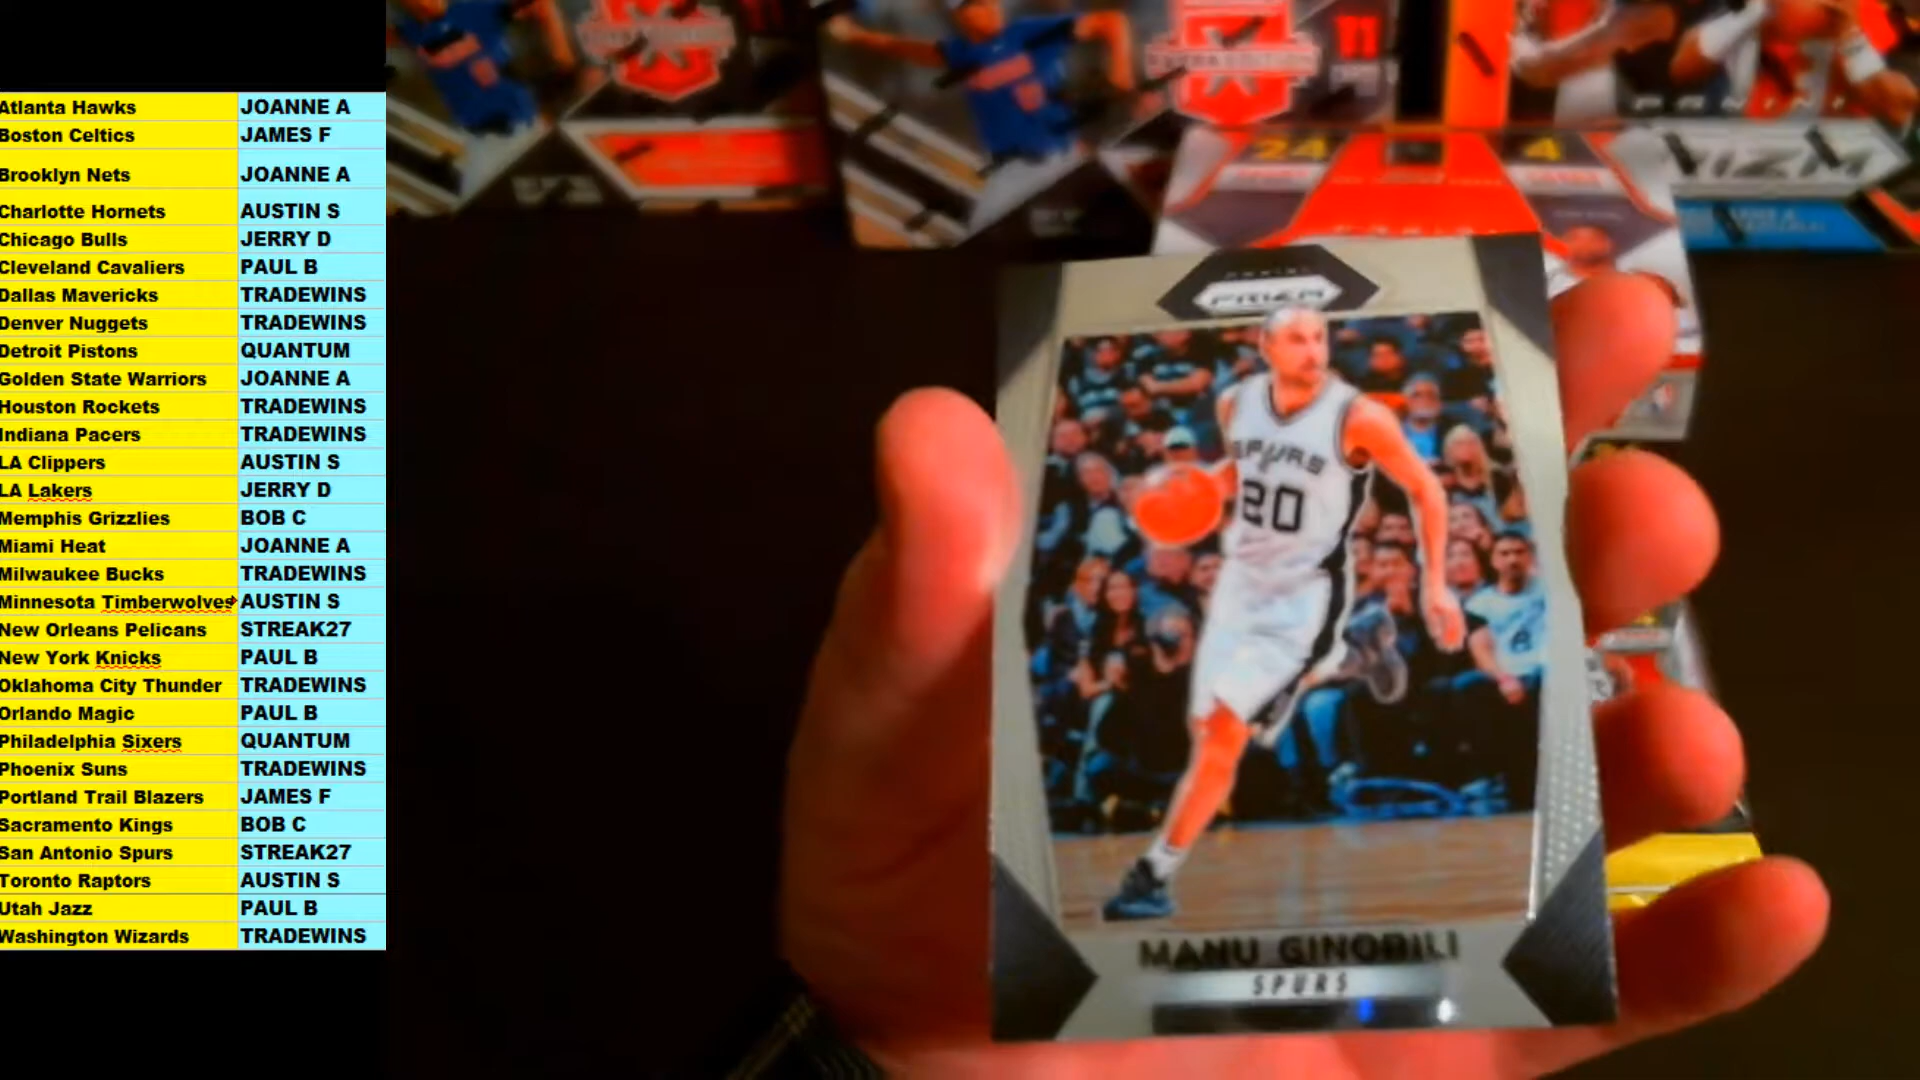 Atlanta Hawks JOANNE A
Boston Celtics JAMES F
Brooklyn Nets JOANNE A
Charlotte Hornets AUSTIN S
Chicago Bulls JERRY D
Cleveland Cavaliers PAUL B
Dallas Mavericks TRADEWINS
Denver Nuggets TRADEWINS
Detroit Pistons QUANTUM
Golden State Warriors JOANNE A
Houston Rockets TRADEWINS
Indiana Pacers TRADEWINS
LA Clippers AUSTIN S
LA Lakers JERRY D
Memphis Grizzlies BOB C
Miami Heat JOANNE A
Milwaukee Bucks TRADEWINS
Minnesota Timberwolves AUSTIN S
New Orleans Pelicans STREAK27
New York Knicks PAUL B
Oklahoma City Thunder TRADEWINS
Orlando Magic PAUL B
Philadelphia Sixers QUANTUM
Phoenix Suns TRADEWINS
Portland Trail Blazers JAMES F
Sacramento Kings BOB C
San Antonio Spurs STREAK27
Toronto Raptors AUSTIN S
Utah Jazz PAUL B
Washington Wizards TRADEWINS
PANINI
24 4
PANINI
PRIZM
SPURS
20
MANU GINOBILI
SPURS